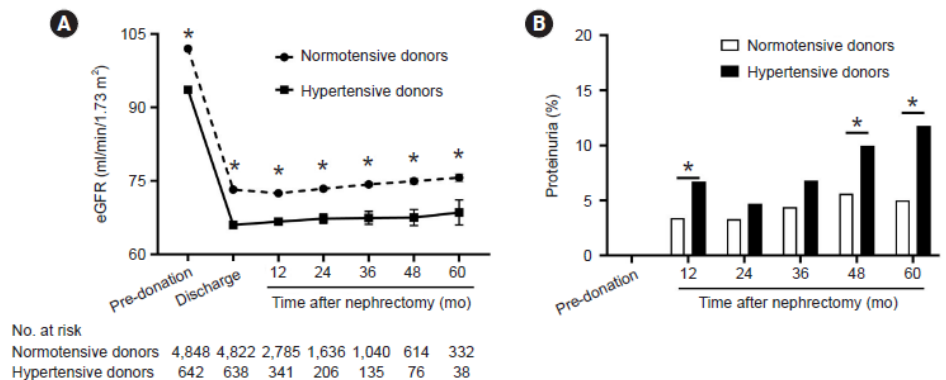 A
105
90
75
60
eGFR (ml/min/1.73 m²)
* * * * * * *
Normotensive donors
Hypertensive donors
Pre-donation
Discharge
12 24 36 48 60
Time after nephrectomy (mo)
No. at risk
Normotensive donors 4,848 4,822 2,785 1,636 1,040 614 332
Hypertensive donors 642 638 341 206 135 76 38
B
20
15
10
5
0
Proteinuria (%)
Normotensive donors
Hypertensive donors
* * *
Pre-donation
12 24 36 48 60
Time after nephrectomy (mo)